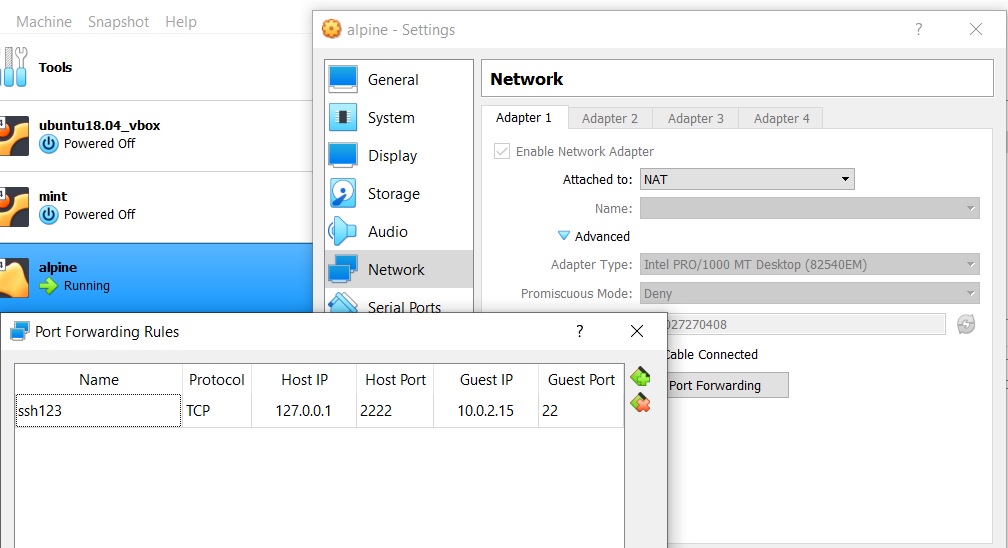 Machine Snapshot Help
Tools
ubuntu18.04_vbox
Powered Off
mint
Powered Off
alpine
Running
alpine - Settings
?
General
System
Display
Storage
Audio
Network
Serial Ports
Network
Adapter 1 Adapter 2 Adapter 3 Adapter 4
Enable Network Adapter
Attached to: NAT
Name:
Advanced
Adapter Type: Intel PRO/1000 MT Desktop (82540EM)
Promiscuous Mode: Deny
027270408
Cable Connected
Port Forwarding
Port Forwarding Rules ?
Name Protocol Host IP Host Port Guest IP Guest Port
ssh123 TCP 127.0.0.1 2222 10.0.2.15 22